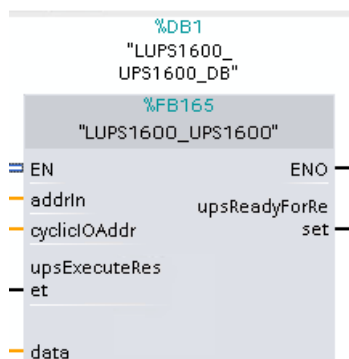 %DB1
"LUPS1600_
UPS1600_DB"
%FB165
"LUPS1600_UPS1600"
EN ENO
addrIn
upsReadyForRe
set
cyclicIOAddr
upsExecuteRes
et
data